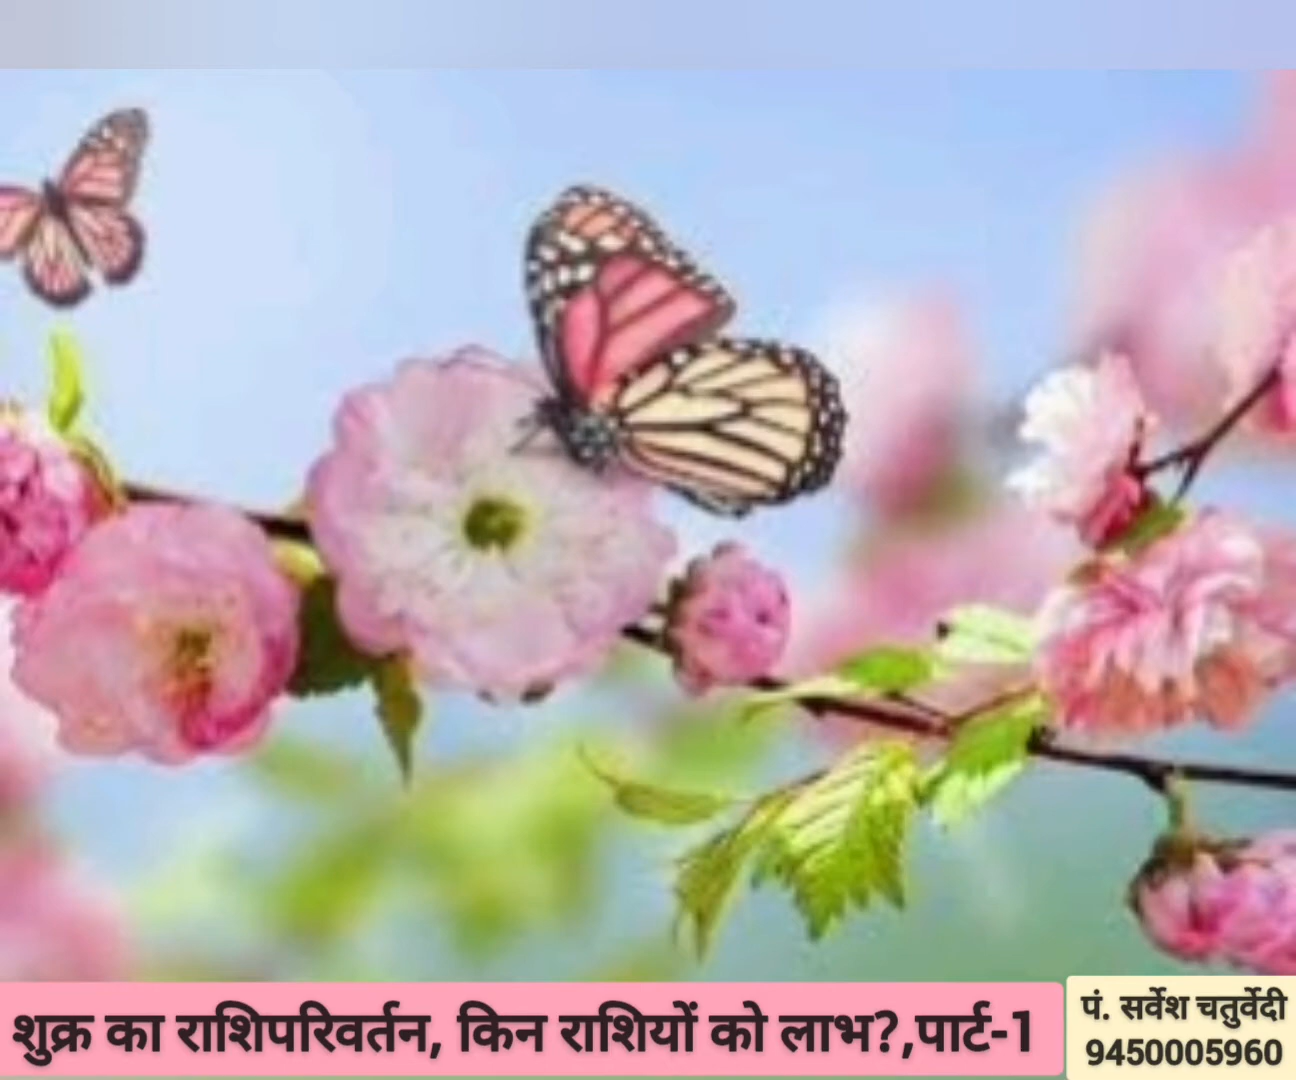 शुक्र का राशिपरिवर्तन, किन राशियों को लाभ?,पार्ट-1
पं. सर्वेश चतुर्वेदी
9450005960